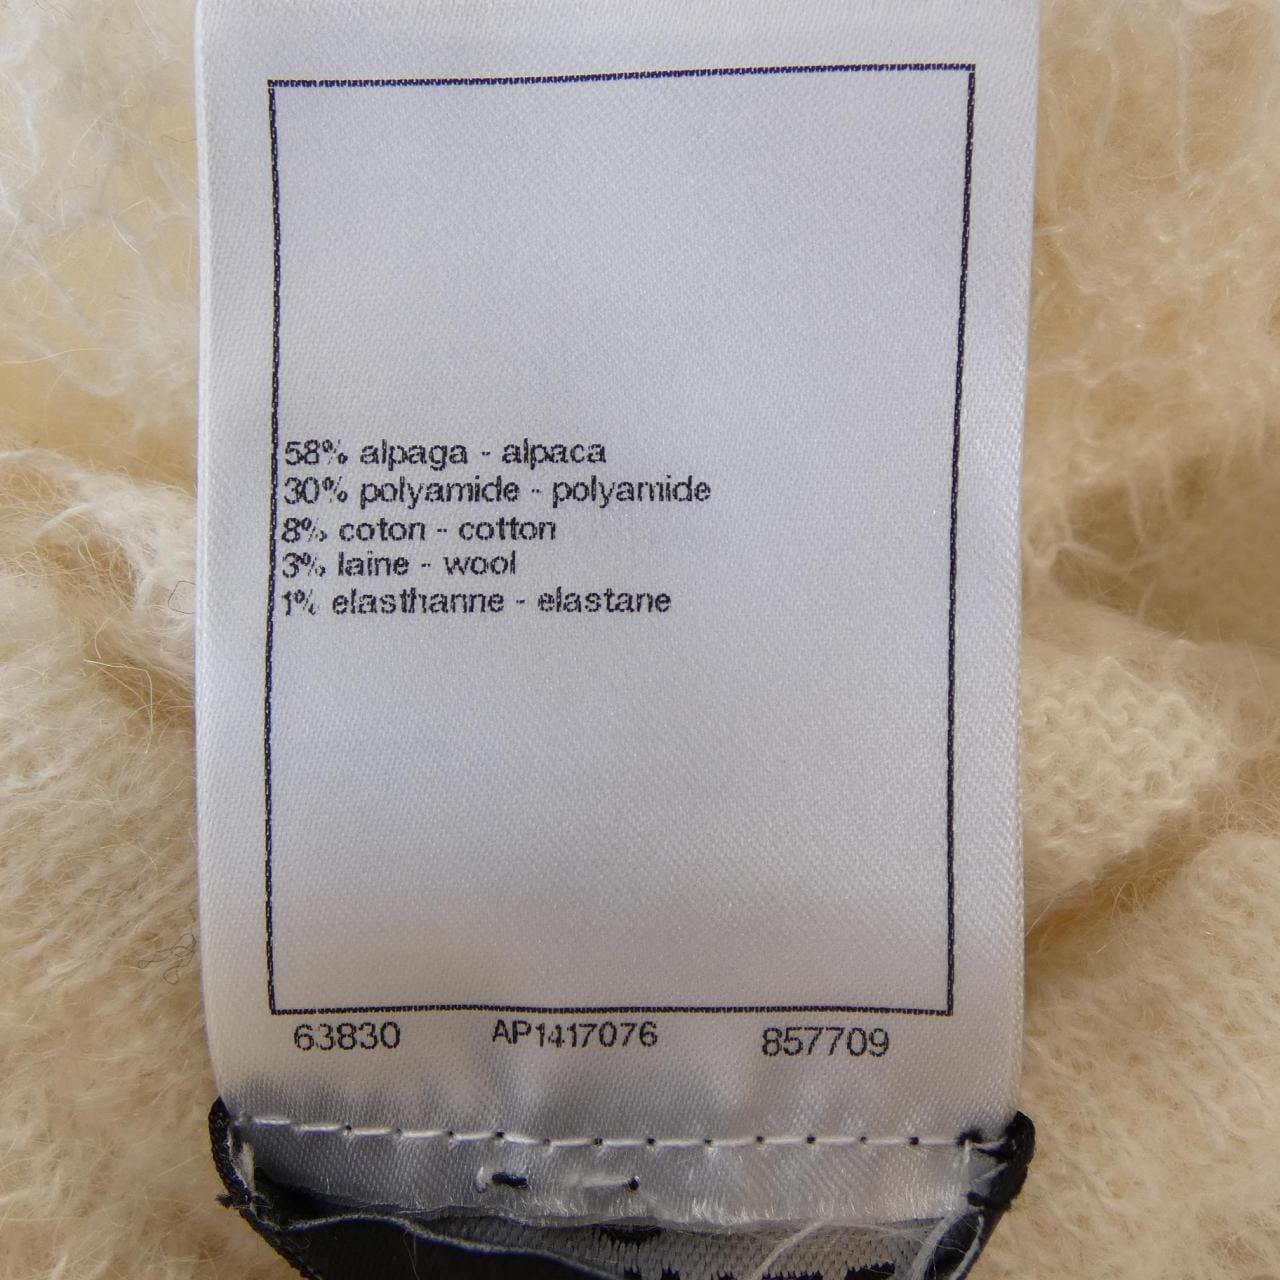 58% alpaga - alpaca
30% polyamide - polyamide
8% coton - cotton
3% laine - wool
1% elasthanne - elastane
63830 AP1417076 857709